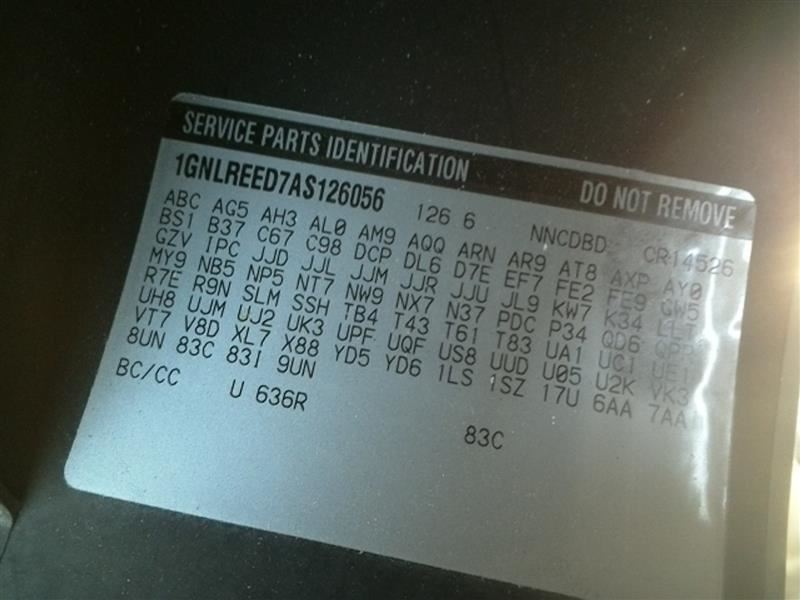 SERVICE PARTS IDENTIFICATION DO NOT REMOVE
1GNLREED7AS126056 126 6 NNCDBD CR14526
ABC AG5 AH3 AL0 AM9 AQQ ARN AR9 AT8 AXP AY0
BS1 B37 C67 C98 DCP DL6 D7E EF7 FE2 FE9 GW5
GZV IPC JJD JJL JJM JJR JJU JL9 KW7 K34 LLT
MY9 NB5 NP5 NT7 NW9 NX7 N37 PDC P34 QD6
R7E R9N SLM SSH TB4 T43 T61 T83 UA1 UC1 UE1
UH8 UJM UJ2 UK3 UPF UQF US8 UUD U05 U2K VK3
VT7 V8D XL7 X88 YD5 YD6 1LS 1SZ 17U 6AA 7AA
8UN 83C 83I 9UN
BC/CC U 636R 83C